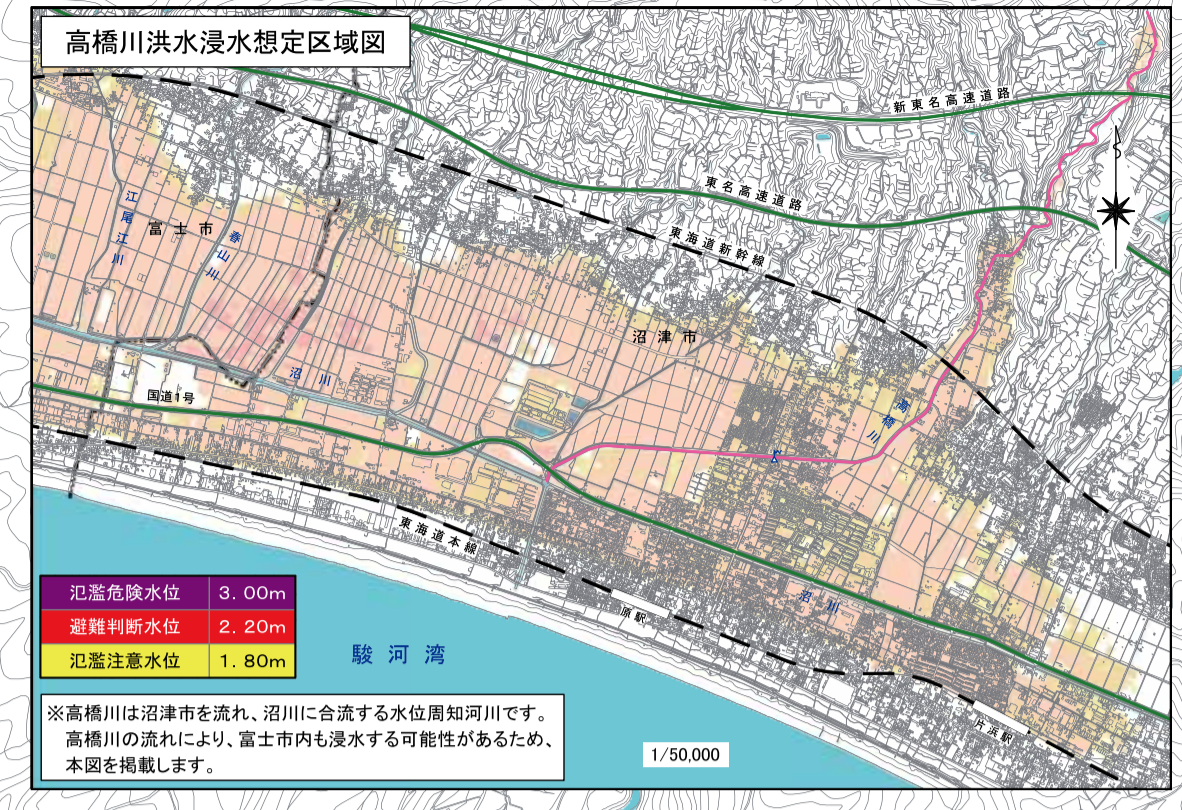 高橋川洪水浸水想定区域図
新東名高速道路
東名高速道路
東海道新幹線
江尾江川
富士市
春山川
沼津市
沼川
国道1号
高橋川
東海道本線
沼川
原駅
片浜駅
駿河湾
氾濫危険水位 3.00m
避難判断水位 2.20m
氾濫注意水位 1.80m
※高橋川は沼津市を流れ、沼川に合流する水位周知河川です。
高橋川の流れにより、富士市内も浸水する可能性があるため、
本図を掲載します。
1/50,000